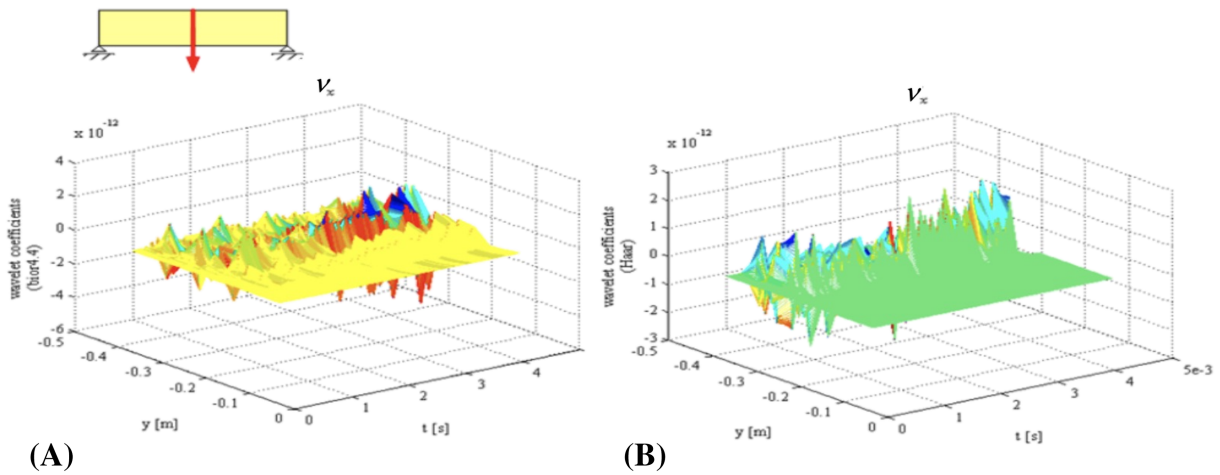 νx
x 10-12
4
2
0
-2
-4
-6
wavelet coefficients
(bior4.4)
-0.5
-0.4
-0.3
-0.2
-0.1
0
y [m]
0
1
2
3
4
t [s]
(A)
νx
x 10-12
3
2
1
0
-1
-2
-3
wavelet coefficients
(Haar)
-0.5
-0.4
-0.3
-0.2
-0.1
0
y [m]
0
1
2
3
4
5e-3
t [s]
(B)